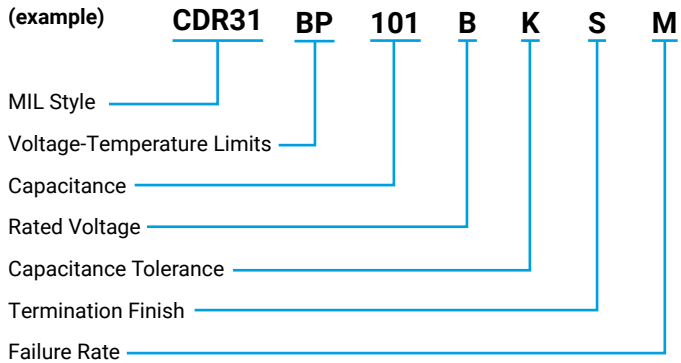 (example) CDR31 BP 101 B K S M
MIL Style
Voltage-Temperature Limits
Capacitance
Rated Voltage
Capacitance Tolerance
Termination Finish
Failure Rate